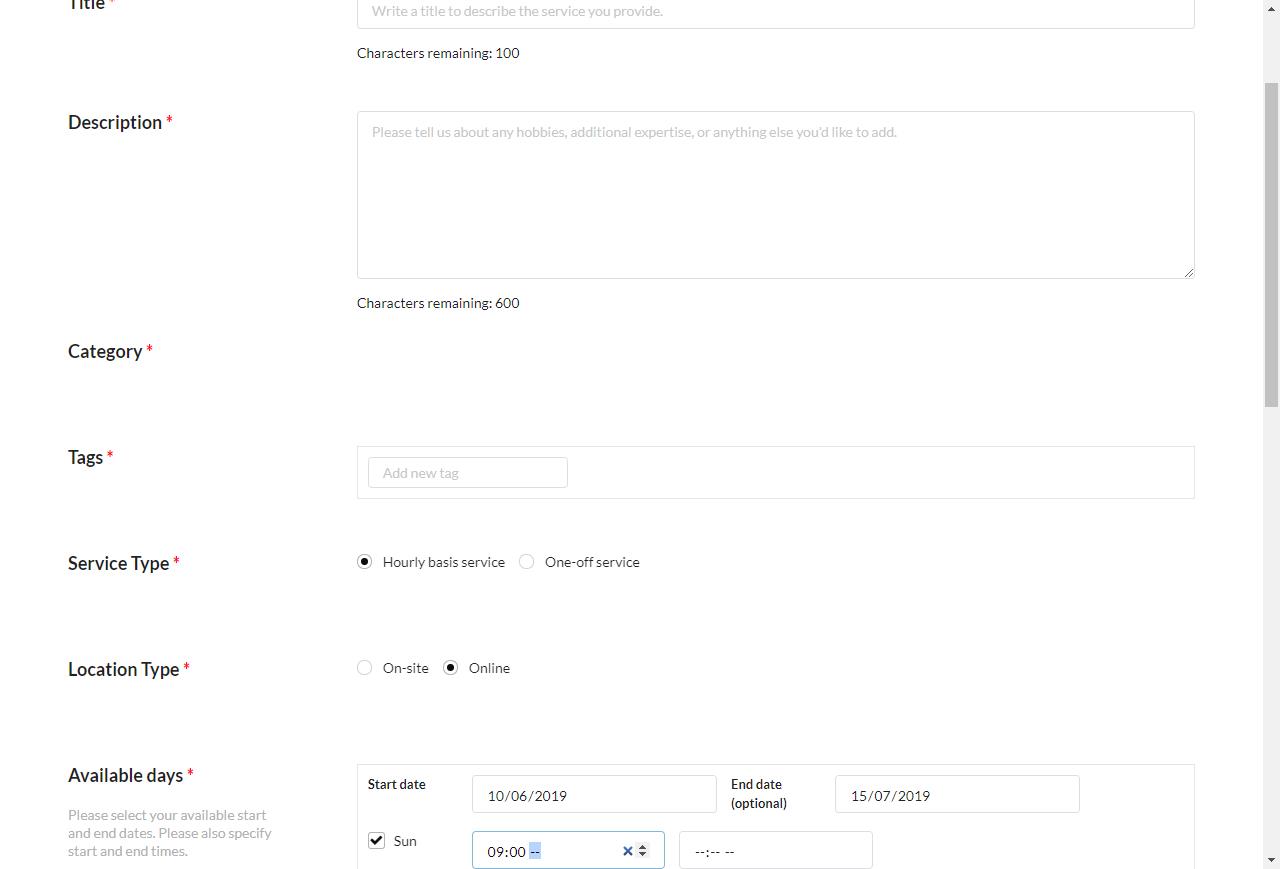 Title *
Write a title to describe the service you provide.
Characters remaining: 100
Description *
Please tell us about any hobbies, additional expertise, or anything else you'd like to add.
Characters remaining: 600
Category *
Tags *
Add new tag
Service Type *
Hourly basis service One-off service
Location Type *
On-site Online
Available days *
Please select your available start
and end dates. Please also specify
start and end times.
Start date 10/06/2019 End date
(optional) 15/07/2019
Sun 09:00 -- --:-- --